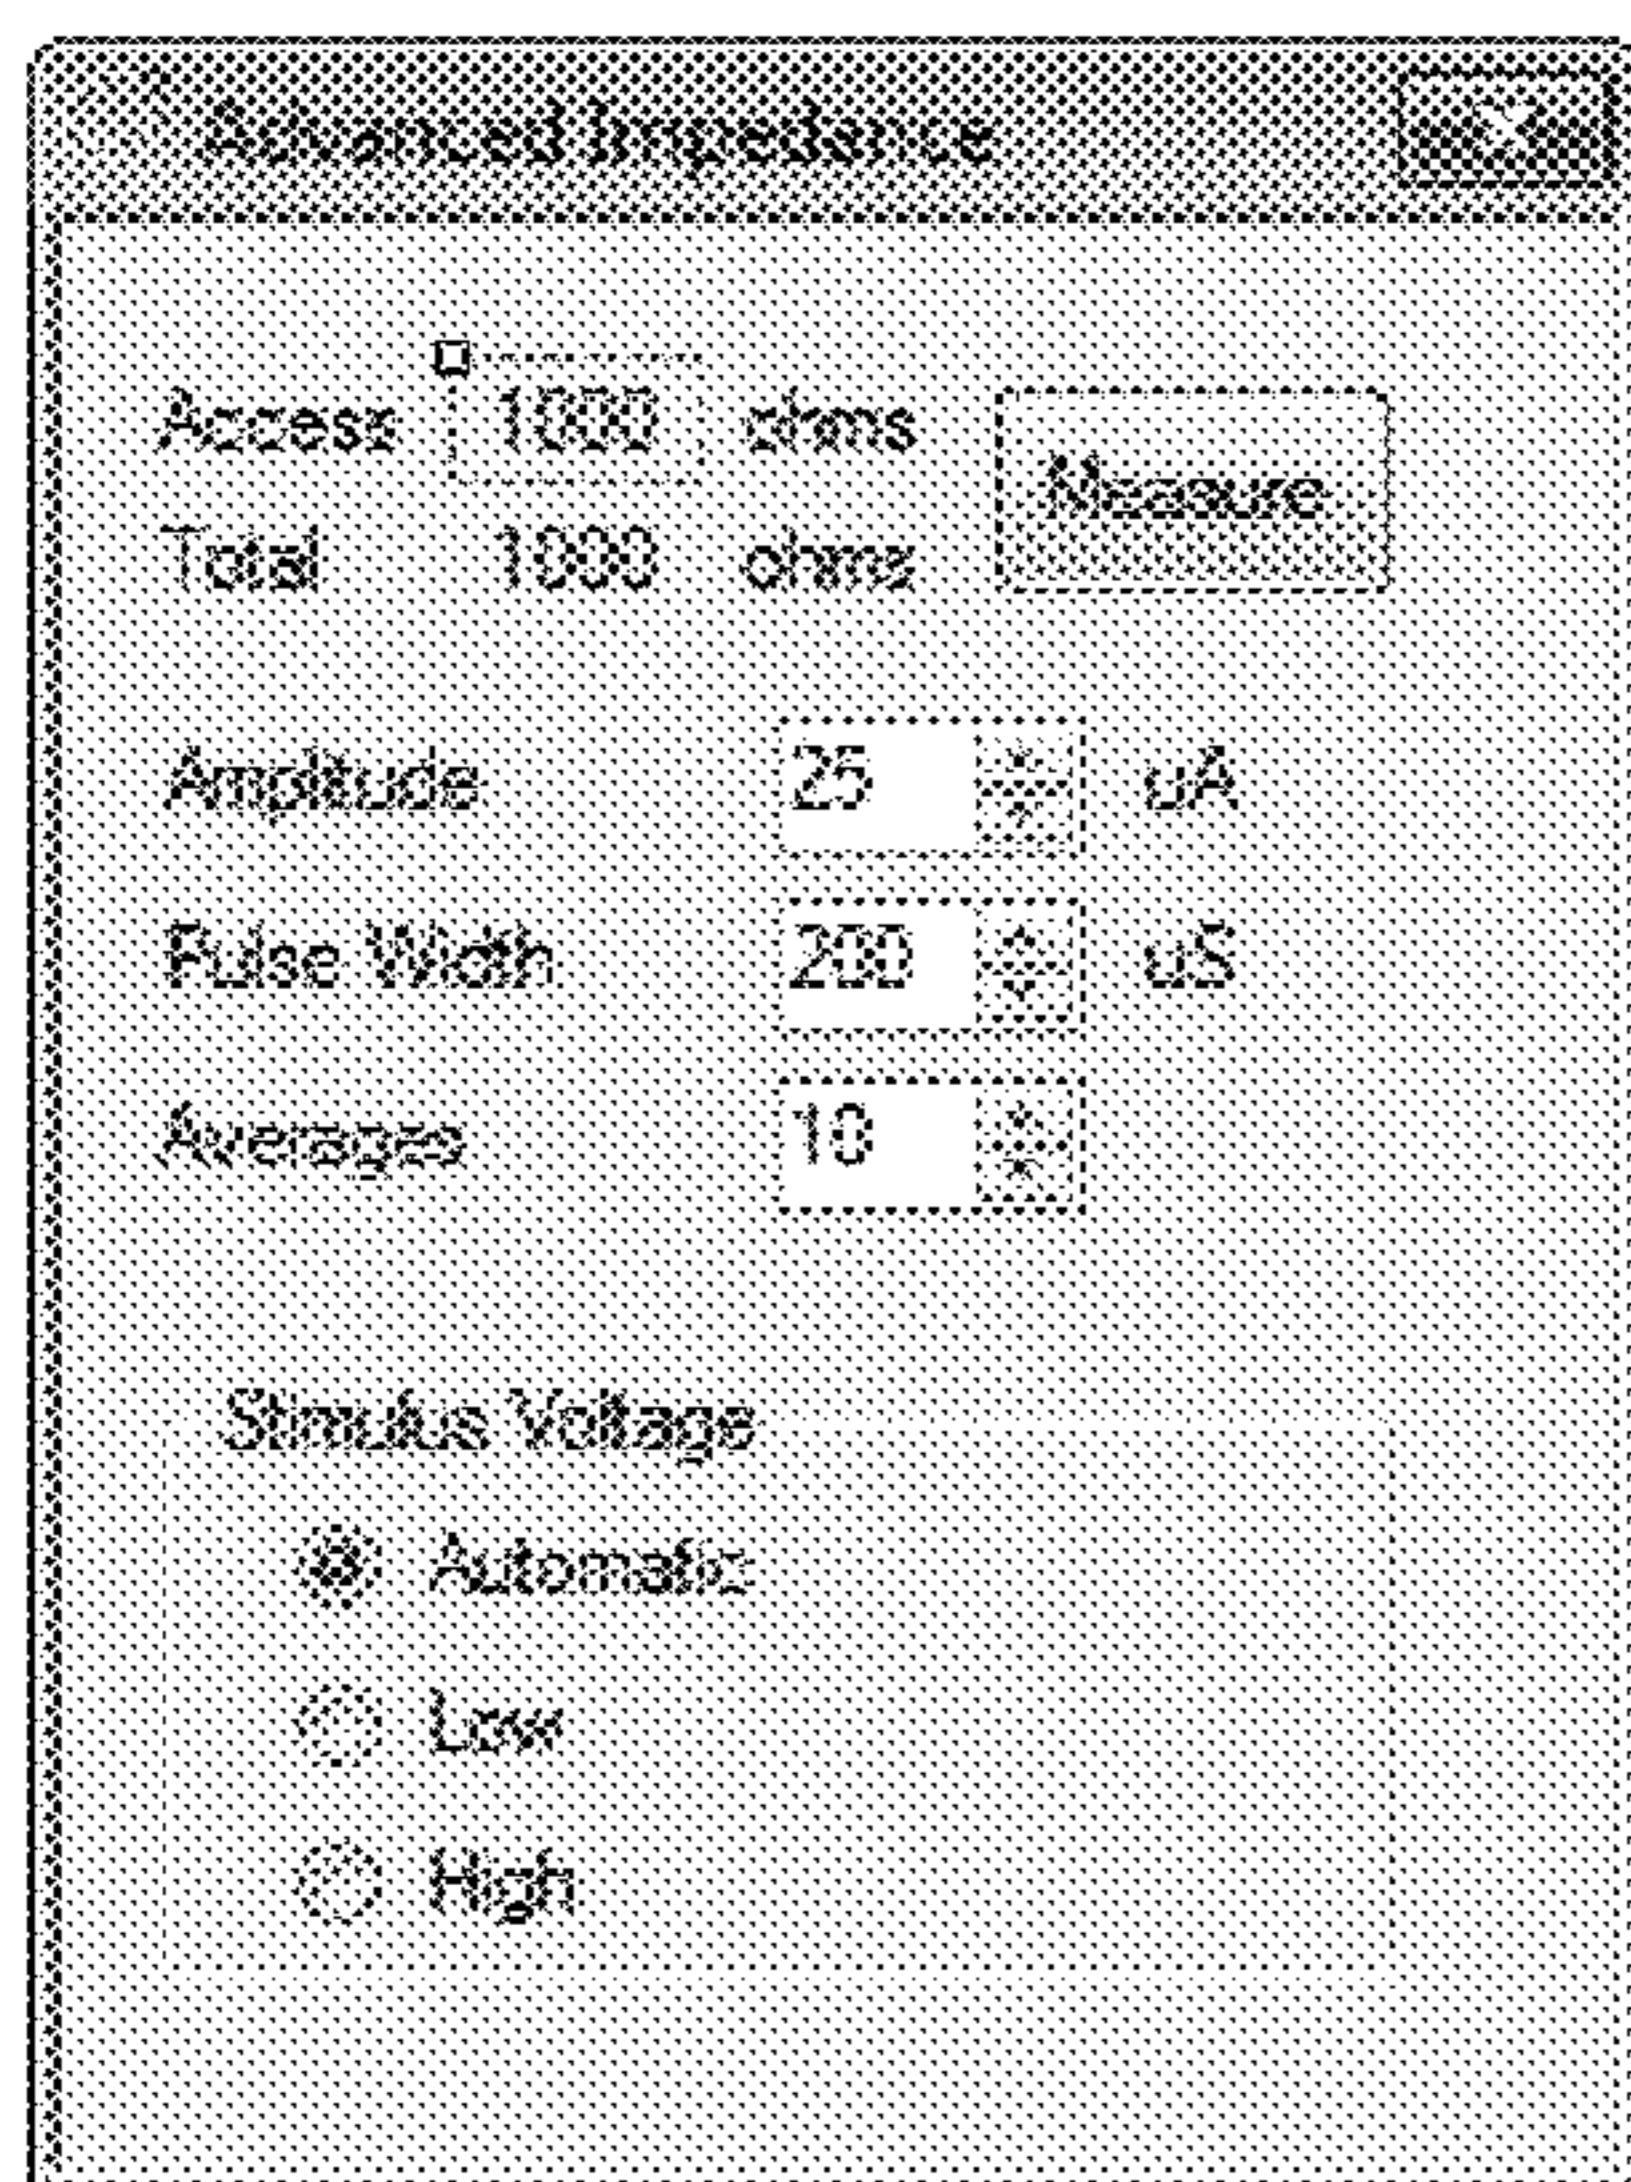 Advanced Impedance
Access 1000 ohms
Measure
Total 1000 ohms
Amplitude 25 uA
Pulse Width 200 uS
Averages 10
Stimulus Voltage
Automatic
Low
High